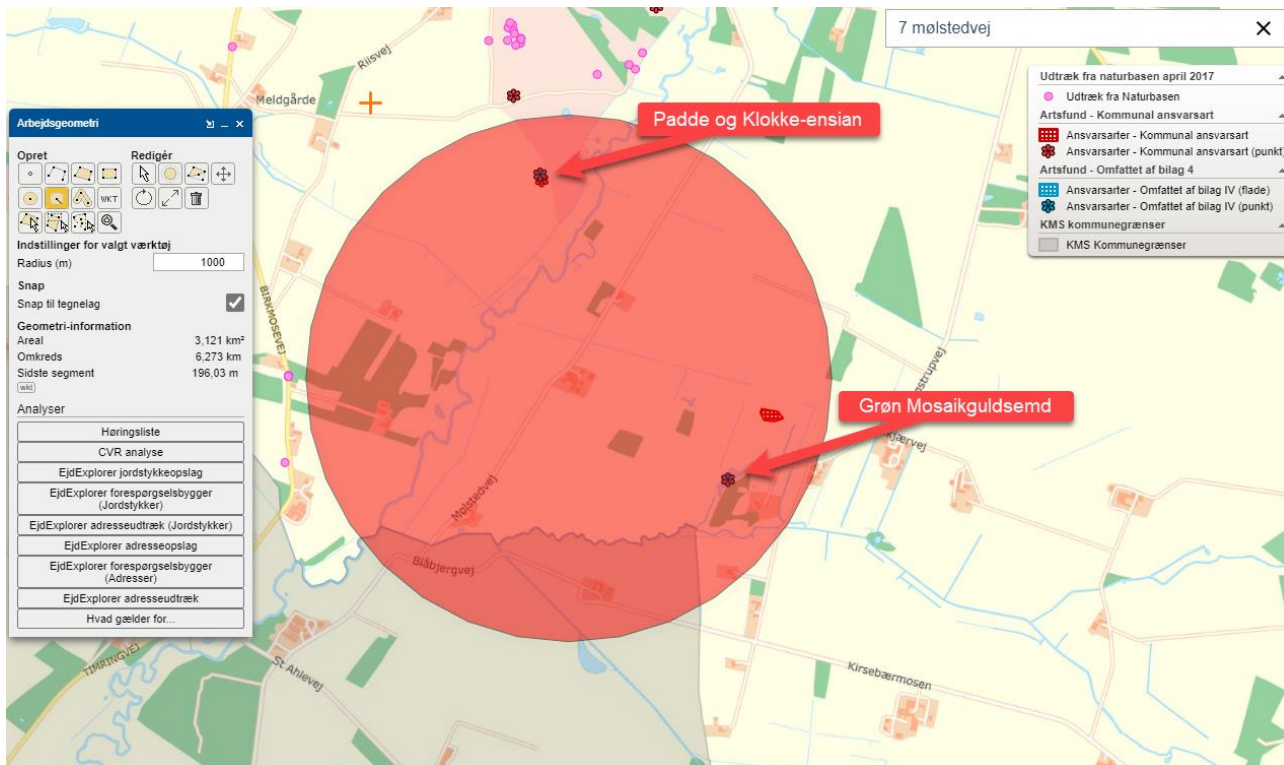 7 mølstedvej
Udtræk fra naturbasen april 2017
Udtræk fra Naturbasen
Artsfund - Kommunal ansvarsart
Ansvarsarter - Kommunal ansvarsart
Ansvarsarter - Kommunal ansvarsart (punkt)
Artsfund - Omfattet af bilag 4
Ansvarsarter - Omfattet af bilag IV (flade)
Ansvarsarter - Omfattet af bilag IV (punkt)
KMS kommunegrænser
KMS Kommunegrænser
Riisvej
Meldgårde
Padde og Klokke-ensian
Arbejdsgeometri
Opret
Redigér
WKT
Indstillinger for valgt værktøj
Radius (m)
1000
Snap
Snap til tegnelag
Geometri-information
Areal
3,121 km²
Omkreds
6,273 km
Sidste segment
196,03 m
wkt
Analyser
Høringsliste
CVR analyse
EjdExplorer jordstykkeopslag
EjdExplorer forespørgselsbygger
(Jordstykker)
EjdExplorer adresseudtræk (Jordstykker)
EjdExplorer adresseopslag
EjdExplorer forespørgselsbygger
(Adresser)
EjdExplorer adresseudtræk
Hvad gælder for...
BIRKMOSEVEJ
Grøn Mosaikguldsemd
Mølstedvej
Blåbjergvej
TIMRINGVEJ
St Ahlevej
Kirsebærmosen